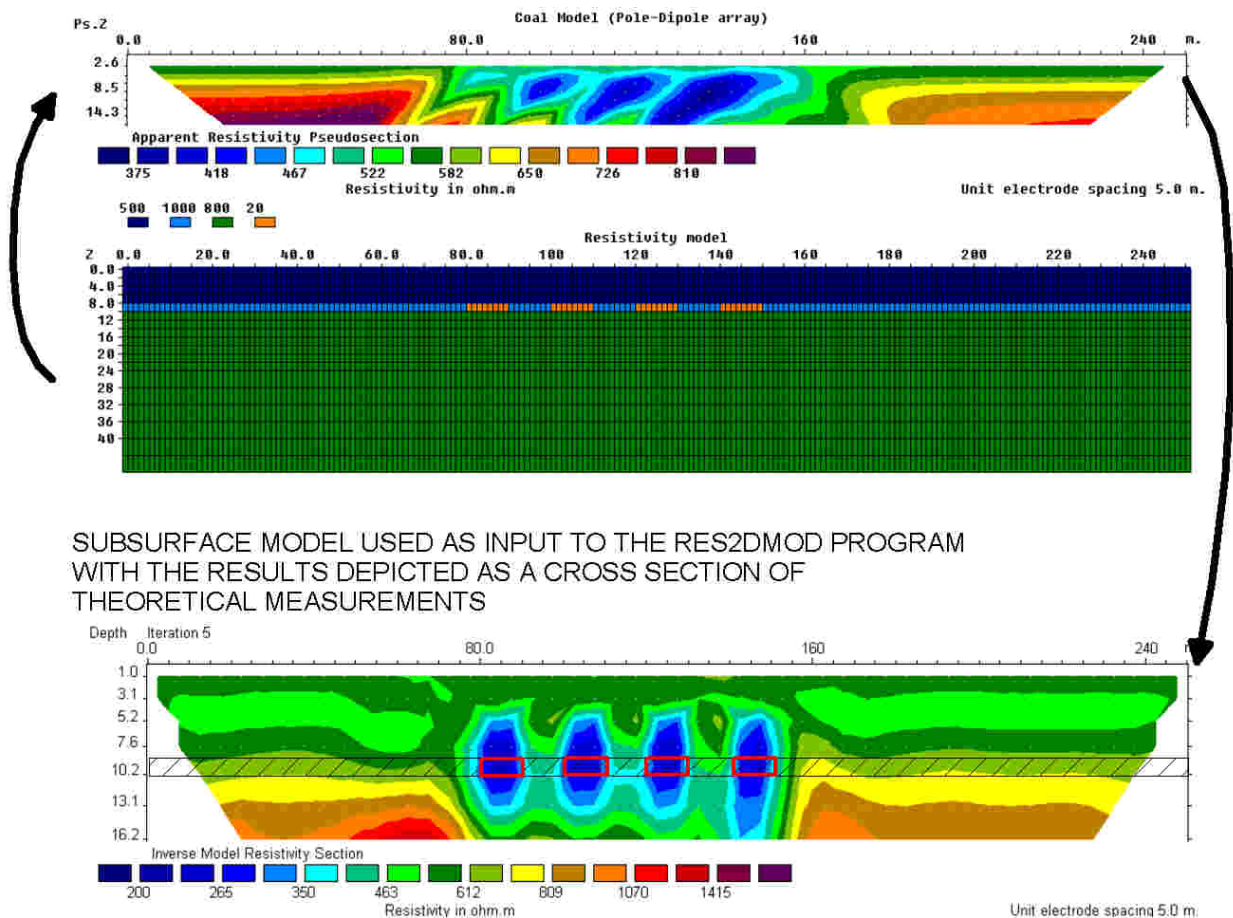 Coal Model (Pole-Dipole array)
Ps.Z
0.0 80.0 160 240 m.
2.6
8.5
14.3
Apparent Resistivity Pseudosection
375 418 467 522 582 650 726 810
Resistivity in ohm.m
Unit electrode spacing 5.0 m.
500 1000 800 20
Resistivity model
Z 0.0 20.0 40.0 60.0 80.0 100.0 120 140 160 180 200 220 240
0.0
4.0
8.0
12
16
20
24
28
32
36
40
SUBSURFACE MODEL USED AS INPUT TO THE RES2DMOD PROGRAM
WITH THE RESULTS DEPICTED AS A CROSS SECTION OF
THEORETICAL MEASUREMENTS
Depth Iteration 5
0.0 80.0 160 240
1.0
3.1
5.2
7.6
10.2
13.1
16.2
Inverse Model Resistivity Section
200 265 350 463 612 809 1070 1415
Resistivity in ohm.m
Unit electrode spacing 5.0 m.